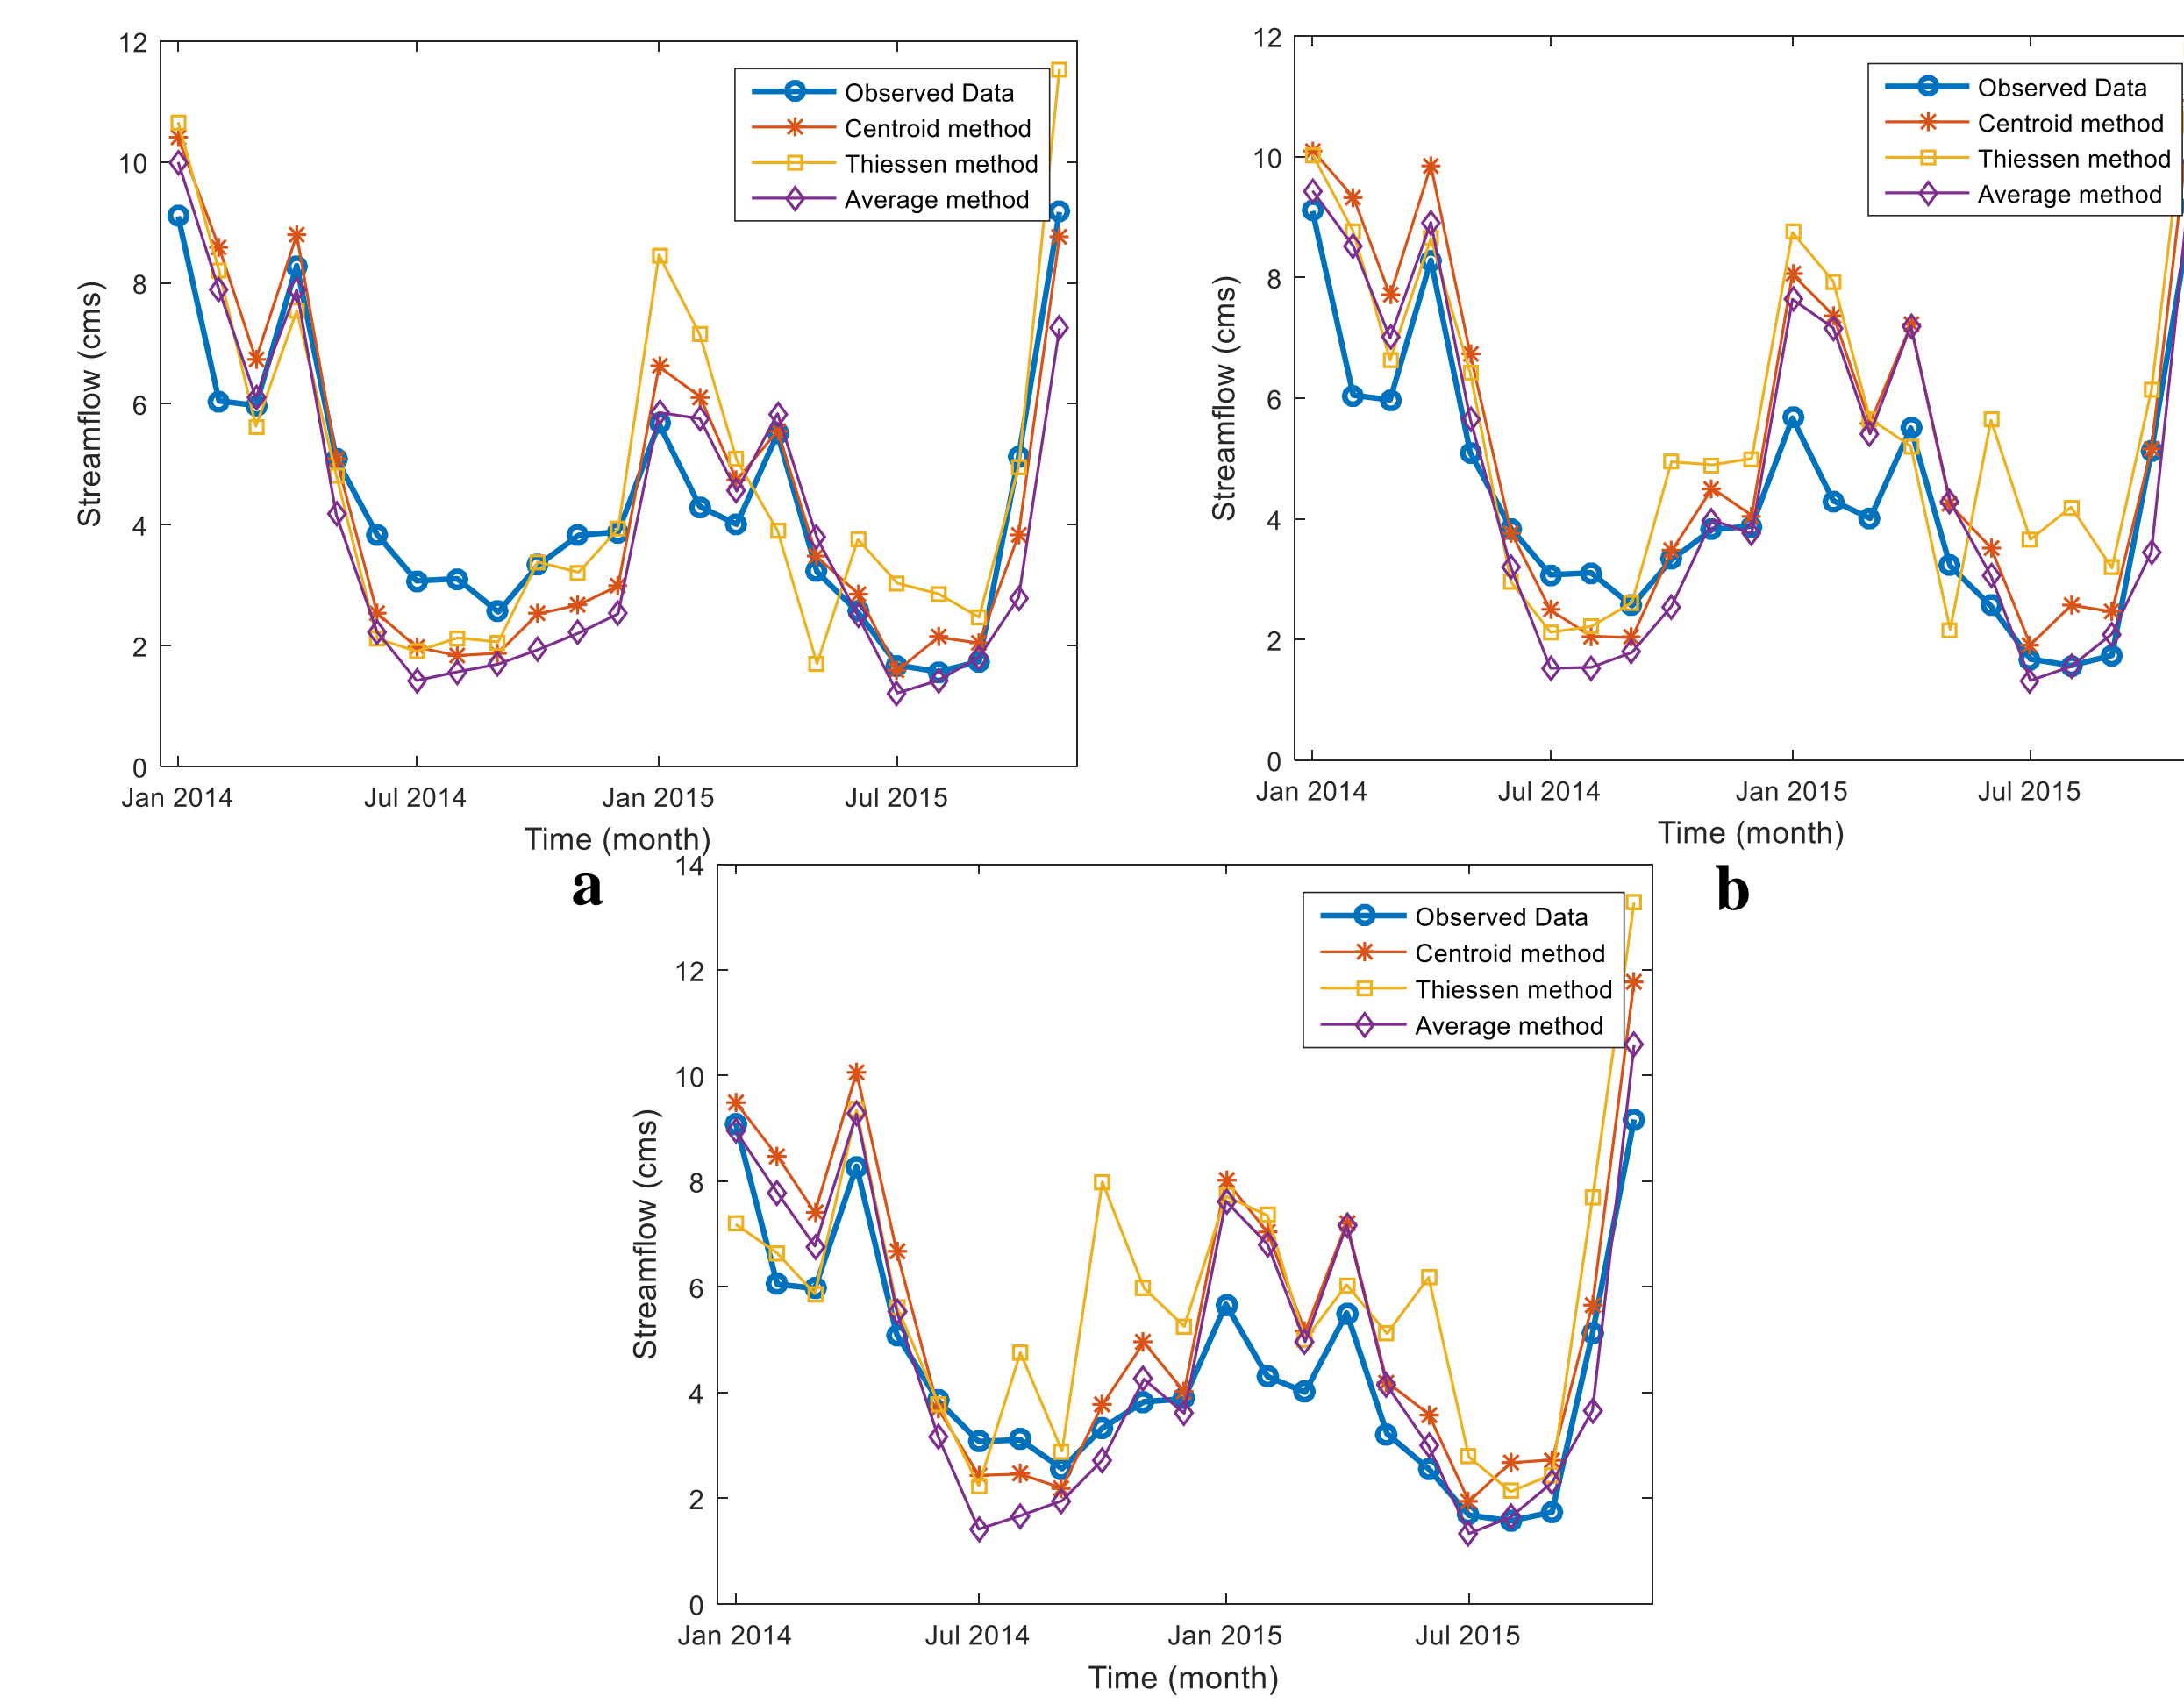 12
10
8
6
4
2
0
Streamflow (cms)
Observed Data
Centroid method
Thiessen method
Average method
Jan 2014 Jul 2014 Jan 2015 Jul 2015
Time (month)
a
12
10
8
6
4
2
0
Streamflow (cms)
Observed Data
Centroid method
Thiessen method
Average method
Jan 2014 Jul 2014 Jan 2015 Jul 2015
Time (month)
b
14
12
10
8
6
4
2
0
Streamflow (cms)
Observed Data
Centroid method
Thiessen method
Average method
Jan 2014 Jul 2014 Jan 2015 Jul 2015
Time (month)